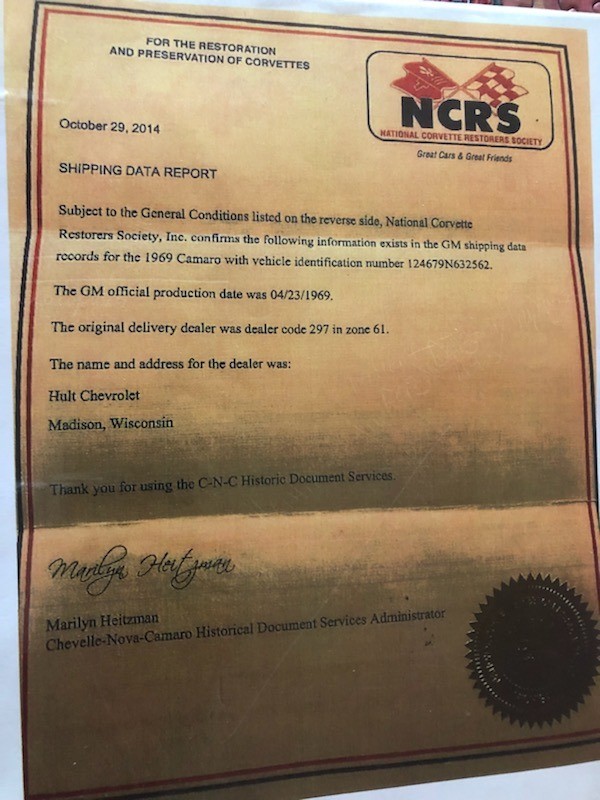 FOR THE RESTORATION
AND PRESERVATION OF CORVETTES
NCRS
NATIONAL CORVETTE RESTORERS SOCIETY
Great Cars & Great Friends
October 29, 2014
SHIPPING DATA REPORT
Subject to the General Conditions listed on the reverse side, National Corvette
Restorers Society, Inc. confirms the following information exists in the GM shipping data
records for the 1969 Camaro with vehicle identification number 124679N632562.
The GM official production date was 04/23/1969.
The original delivery dealer was dealer code 297 in zone 61.
The name and address for the dealer was:
Hult Chevrolet
Madison, Wisconsin
Thank you for using the C-N-C Historic Document Services.
Marilyn Heitzman
Marilyn Heitzman
Chevelle-Nova-Camaro Historical Document Services Administrator